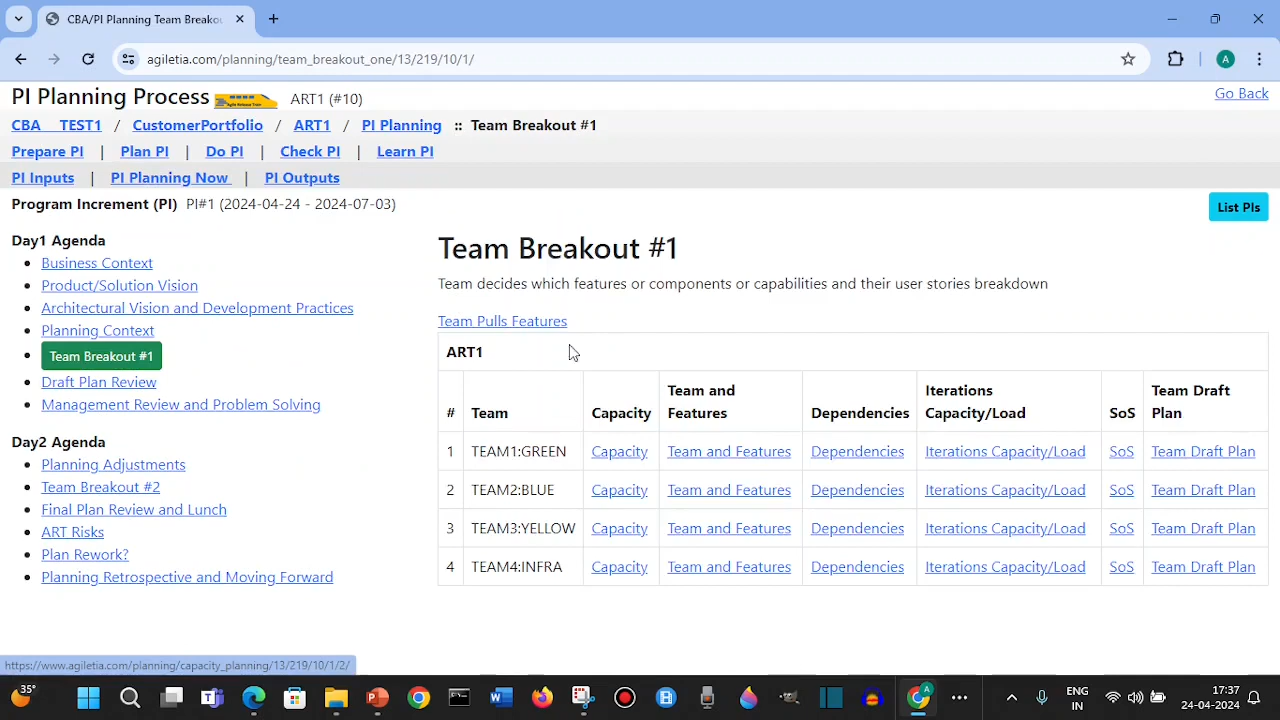 CBA/PI Planning Team Breakou
agiletia.com/planning/team_breakout_one/13/219/10/1/
A
PI Planning Process
Agile Release Train
ART1 (#10)
Go Back
CBA TEST1 / CustomerPortfolio / ART1 / PI Planning :: Team Breakout #1
Prepare PI | Plan PI | Do PI | Check PI | Learn PI
PI Inputs | PI Planning Now | PI Outputs
Program Increment (PI) PI#1 (2024-04-24 - 2024-07-03)
List PIs
Day1 Agenda
Business Context
Product/Solution Vision
Architectural Vision and Development Practices
Planning Context
Team Breakout #1
Draft Plan Review
Management Review and Problem Solving
Day2 Agenda
Planning Adjustments
Team Breakout #2
Final Plan Review and Lunch
ART Risks
Plan Rework?
Planning Retrospective and Moving Forward
Team Breakout #1
Team decides which features or components or capabilities and their user stories breakdown
Team Pulls Features
ART1
# Team Capacity Team and Features Dependencies Iterations Capacity/Load SoS Team Draft Plan
1 TEAM1:GREEN Capacity Team and Features Dependencies Iterations Capacity/Load SoS Team Draft Plan
2 TEAM2:BLUE Capacity Team and Features Dependencies Iterations Capacity/Load SoS Team Draft Plan
3 TEAM3:YELLOW Capacity Team and Features Dependencies Iterations Capacity/Load SoS Team Draft Plan
4 TEAM4:INFRA Capacity Team and Features Dependencies Iterations Capacity/Load SoS Team Draft Plan
https://www.agiletia.com/planning/capacity_planning/13/219/10/1/2/
35°
ENG
IN
17:37
24-04-2024